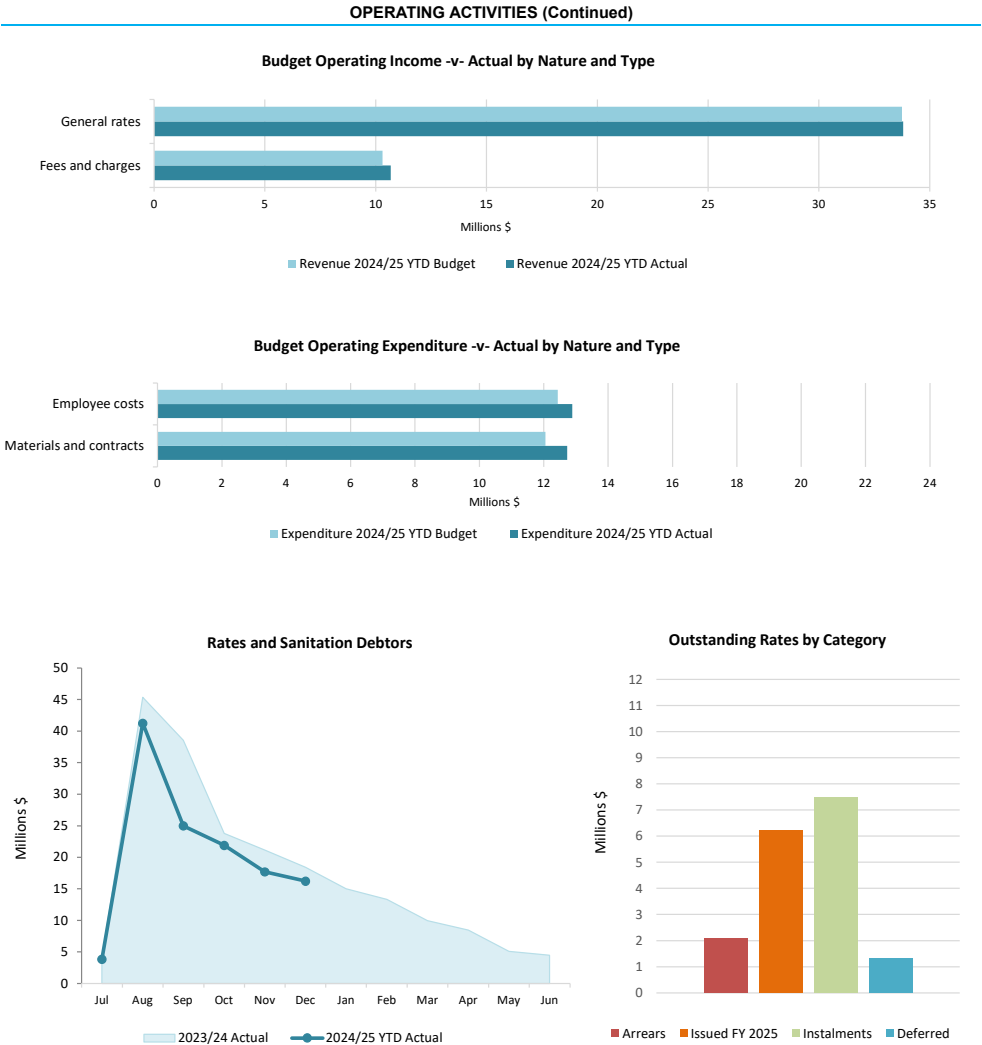 OPERATING ACTIVITIES (Continued)
Budget Operating Income -v- Actual by Nature and Type
General rates
Fees and charges
0 5 10 15 20 25 30 35
Millions $
Revenue 2024/25 YTD Budget Revenue 2024/25 YTD Actual
Budget Operating Expenditure -v- Actual by Nature and Type
Employee costs
Materials and contracts
0 2 4 6 8 10 12 14 16 18 20 22 24
Millions $
Expenditure 2024/25 YTD Budget Expenditure 2024/25 YTD Actual
Rates and Sanitation Debtors
50
45
40
35
30
25
20
15
10
5
0
Millions $
Jul Aug Sep Oct Nov Dec Jan Feb Mar Apr May Jun
2023/24 Actual 2024/25 YTD Actual
Outstanding Rates by Category
12
11
10
9
8
7
6
5
4
3
2
1
0
Millions $
Arrears Issued FY 2025 Instalments Deferred